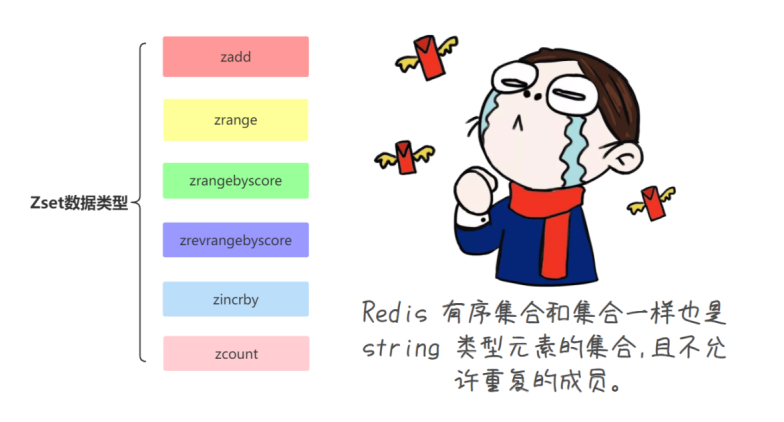 Zset数据类型
zadd
zrange
zrangebyscore
zrevrangebyscore
zincrby
zcount
Redis 有序集合和集合一样也是
string 类型元素的集合,且不允
许重复的成员。